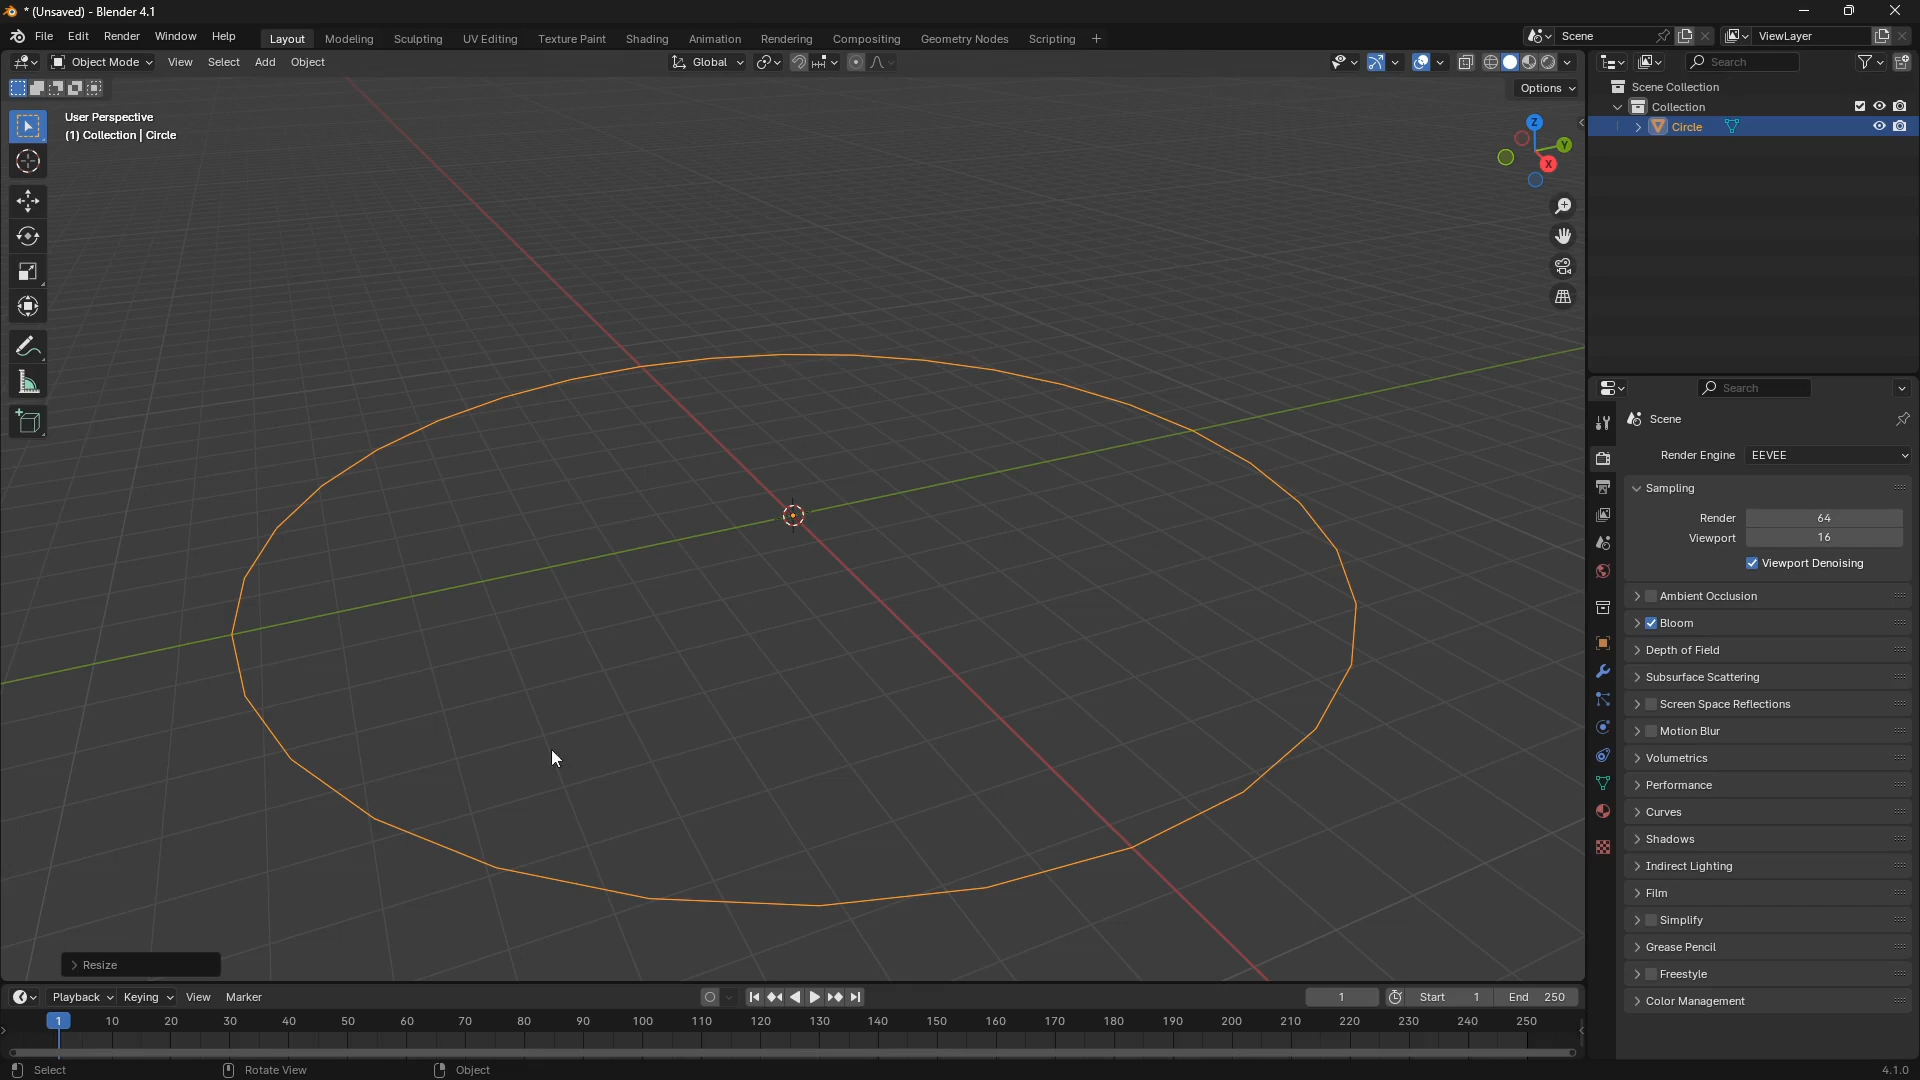 * (Unsaved) - Blender 4.1
File Edit Render Window Help Layout Modeling Sculpting UV Editing Texture Paint Shading Animation Rendering Compositing Geometry Nodes Scripting + Scene ViewLayer
Object Mode View Select Add Object Global Search
Options
User Perspective
(1) Collection | Circle
Z
Y
X
Scene Collection
Collection
Circle
Search
Scene
Render Engine EEVEE
Sampling
Render 64
Viewport 16
Viewport Denoising
Ambient Occlusion
Bloom
Depth of Field
Subsurface Scattering
Screen Space Reflections
Motion Blur
Volumetrics
Performance
Curves
Shadows
Indirect Lighting
Film
Simplify
Grease Pencil
Freestyle
Color Management
Resize
Playback Keying View Marker 1 Start 1 End 250
1 10 20 30 40 50 60 70 80 90 100 110 120 130 140 150 160 170 180 190 200 210 220 230 240 250
Select Rotate View Object 4.1.0